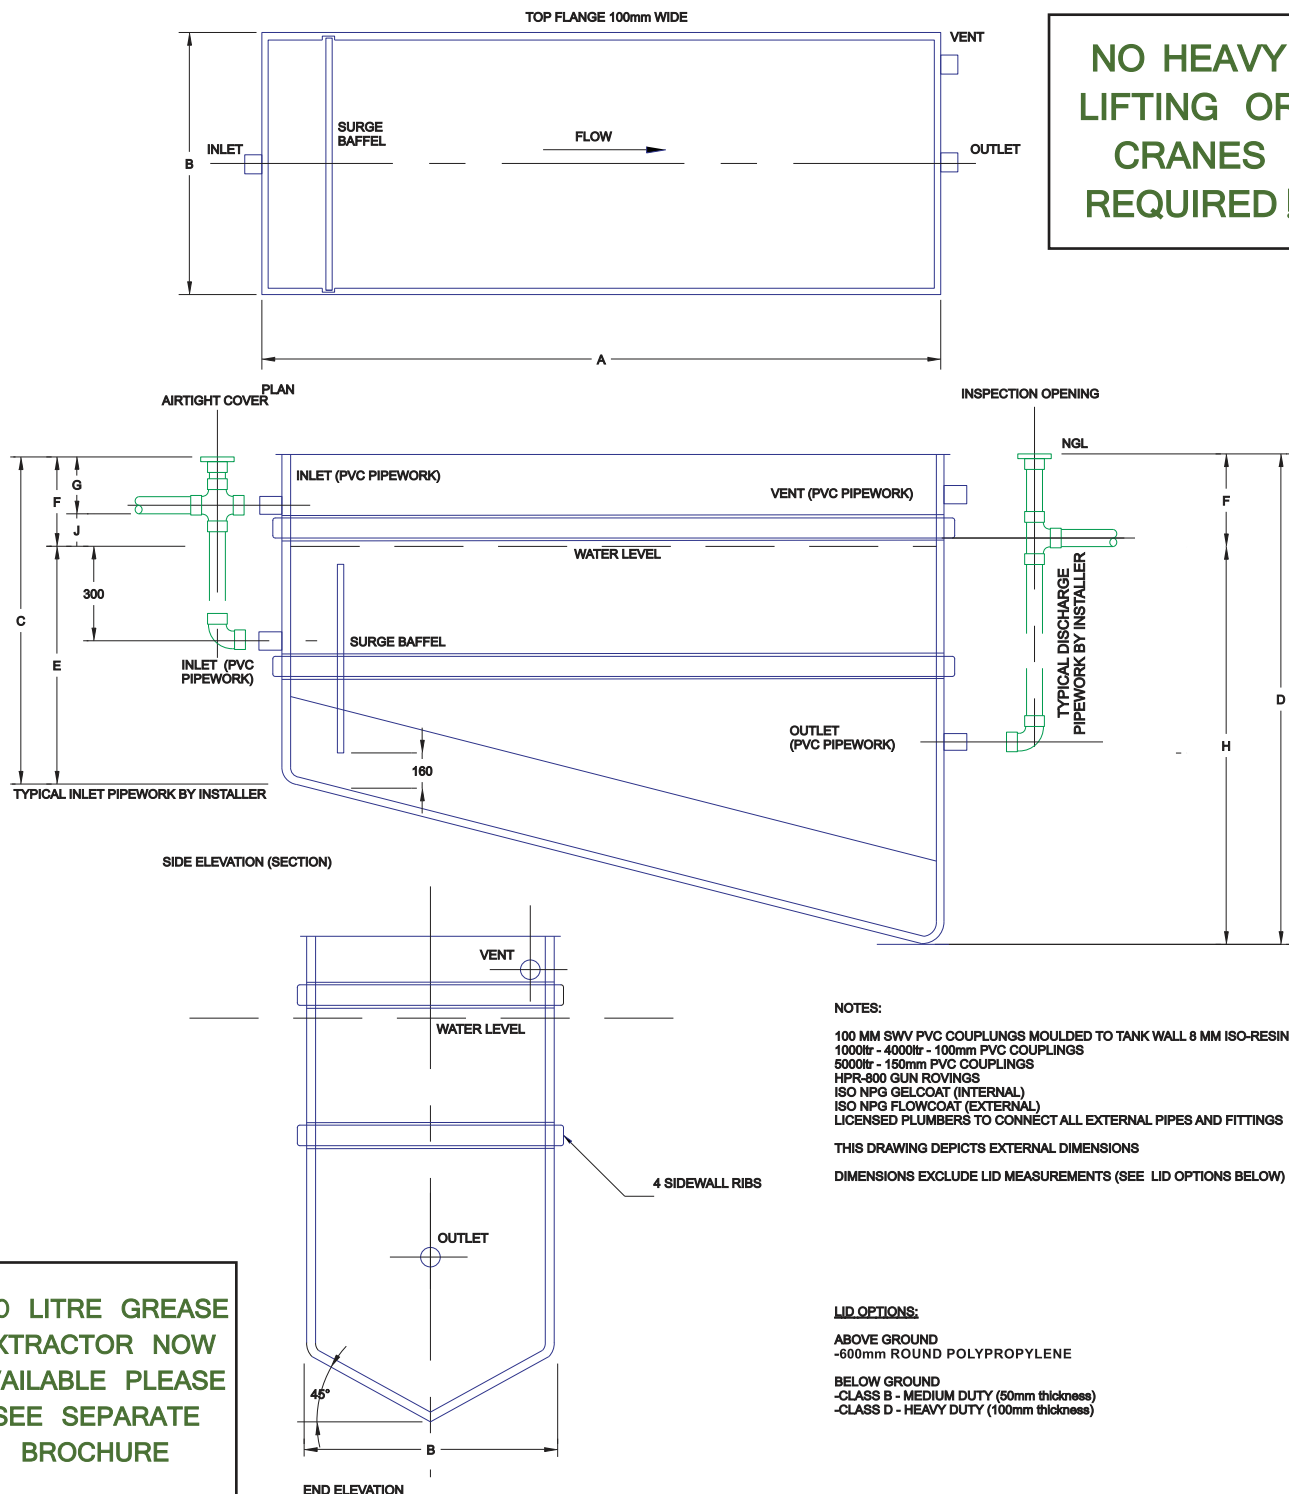 TOP FLANGE 100mm WIDE
VENT
NO HEAVY
LIFTING OR
CRANES
REQUIRED !
SURGE
BAFFEL
FLOW
INLET
B
OUTLET
A
PLAN
AIRTIGHT COVER
INSPECTION OPENING
NGL
INLET (PVC PIPEWORK)
VENT (PVC PIPEWORK)
G
F
F
J
WATER LEVEL
300
C
E
SURGE BAFFEL
INLET (PVC
PIPEWORK)
TYPICAL DISCHARGE
PIPEWORK BY INSTALLER
D
OUTLET
(PVC PIPEWORK)
H
160
TYPICAL INLET PIPEWORK BY INSTALLER
SIDE ELEVATION (SECTION)
VENT
WATER LEVEL
4 SIDEWALL RIBS
OUTLET
45°
B
END ELEVATION
NOTES:
100 MM SWV PVC COUPLUNGS MOULDED TO TANK WALL 8 MM ISO-RESIN
1000ltr - 4000ltr - 100mm PVC COUPLINGS
5000ltr - 150mm PVC COUPLINGS
HPR-800 GUN ROVINGS
ISO NPG GELCOAT (INTERNAL)
ISO NPG FLOWCOAT (EXTERNAL)
LICENSED PLUMBERS TO CONNECT ALL EXTERNAL PIPES AND FITTINGS
THIS DRAWING DEPICTS EXTERNAL DIMENSIONS
DIMENSIONS EXCLUDE LID MEASUREMENTS (SEE LID OPTIONS BELOW)
LID OPTIONS:
ABOVE GROUND
-600mm ROUND POLYPROPYLENE
BELOW GROUND
-CLASS B - MEDIUM DUTY (50mm thickness)
-CLASS D - HEAVY DUTY (100mm thickness)
0 LITRE GREASE
XTRACTOR NOW
VAILABLE PLEASE
SEE SEPARATE
BROCHURE